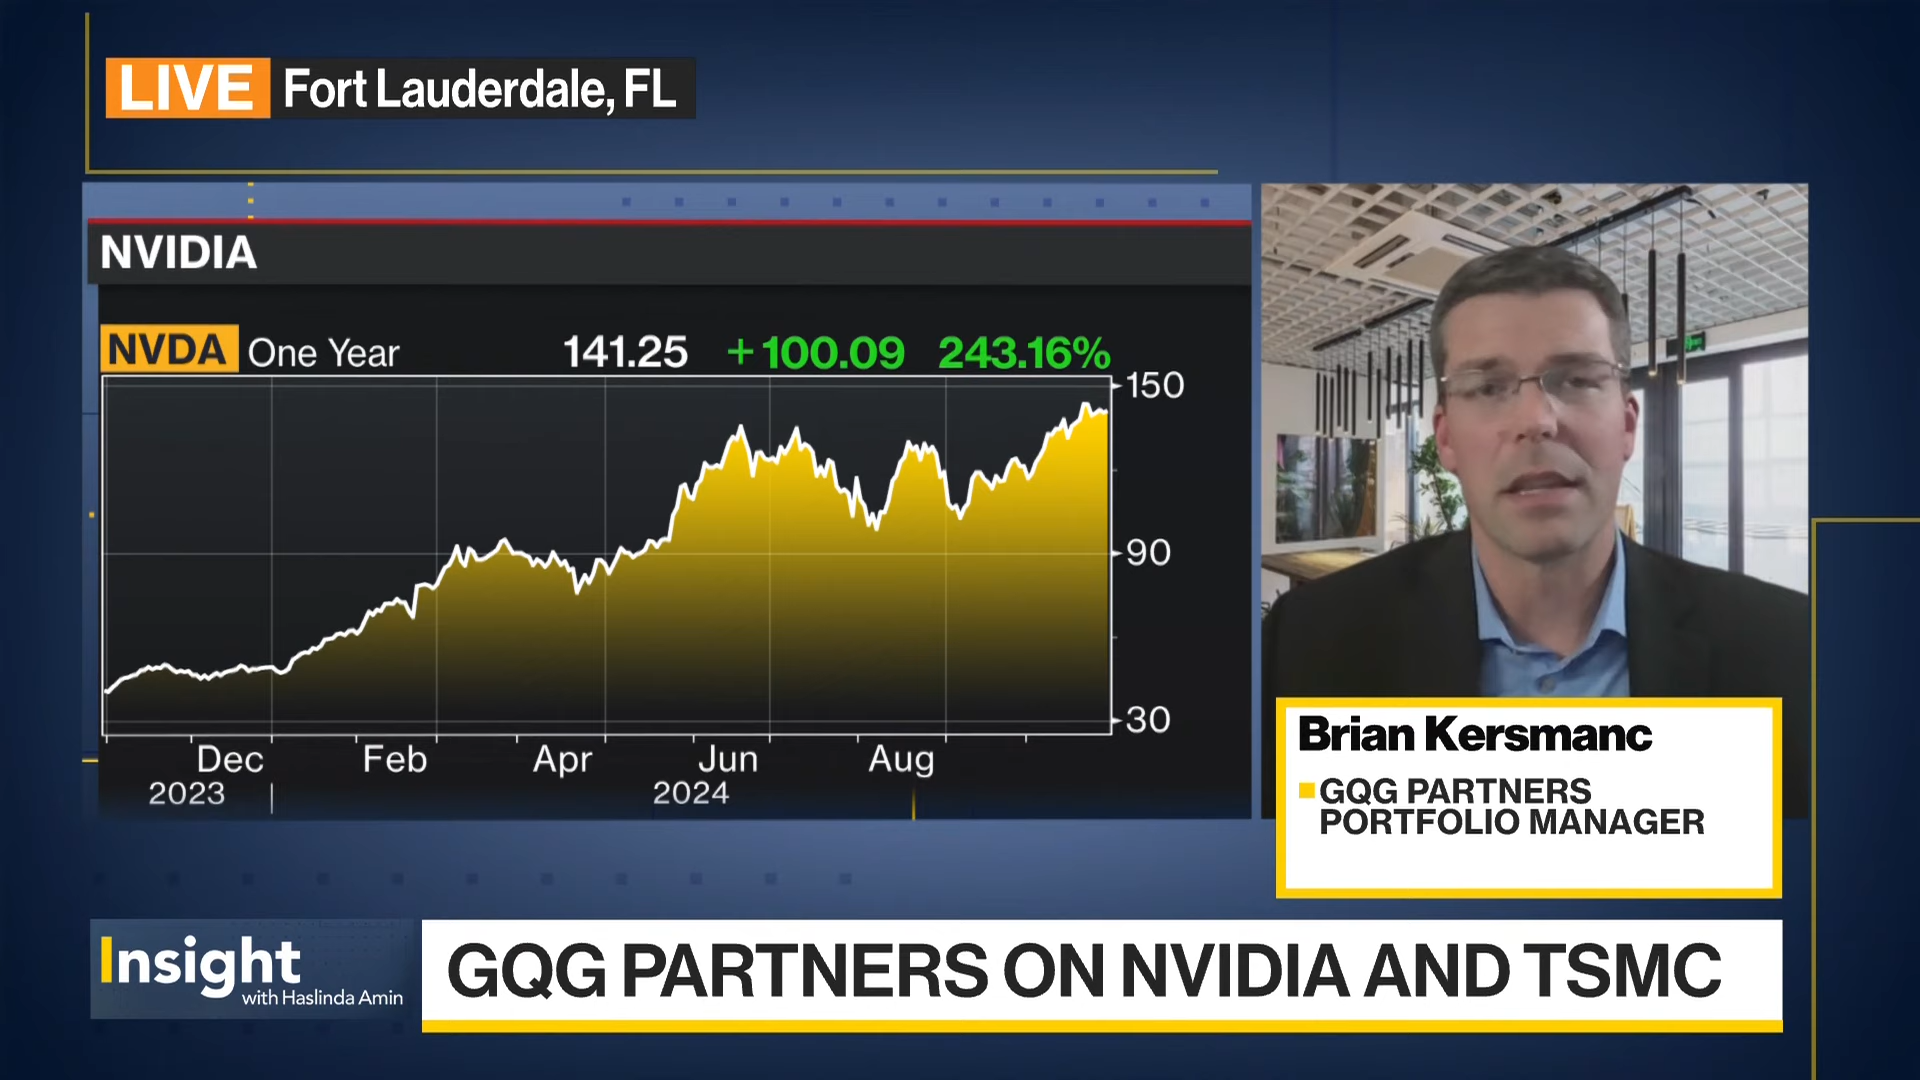 LIVE Fort Lauderdale, FL
NVIDIA
NVDA One Year 141.25 +100.09 243.16%
150
90
30
Dec Feb Apr Jun Aug
2023 2024
Brian Kersmanc
GQG PARTNERS
PORTFOLIO MANAGER
Insight
with Haslinda Amin
GQG PARTNERS ON NVIDIA AND TSMC